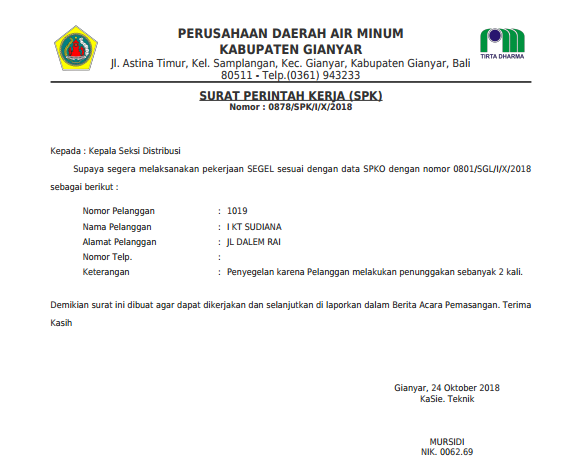 PERUSAHAAN DAERAH AIR MINUM
KABUPATEN GIANYAR
Jl. Astina Timur, Kel. Samplangan, Kec. Gianyar, Kabupaten Gianyar, Bali
80511 - Telp.(0361) 943233
TIRTA DHARMA
SURAT PERINTAH KERJA (SPK)
Nomor : 0878/SPK/I/X/2018
Kepada : Kepala Seksi Distribusi
Supaya segera melaksanakan pekerjaan SEGEL sesuai dengan data SPKO dengan nomor 0801/SGL/I/X/2018
sebagai berikut :
Nomor Pelanggan : 1019
Nama Pelanggan : I KT SUDIANA
Alamat Pelanggan : JL DALEM RAI
Nomor Telp. :
Keterangan : Penyegelan karena Pelanggan melakukan penunggakan sebanyak 2 kali.
Demikian surat ini dibuat agar dapat dikerjakan dan selanjutkan di laporkan dalam Berita Acara Pemasangan. Terima
Kasih
Gianyar, 24 Oktober 2018
KaSie. Teknik
MURSIDI
NIK. 0062.69